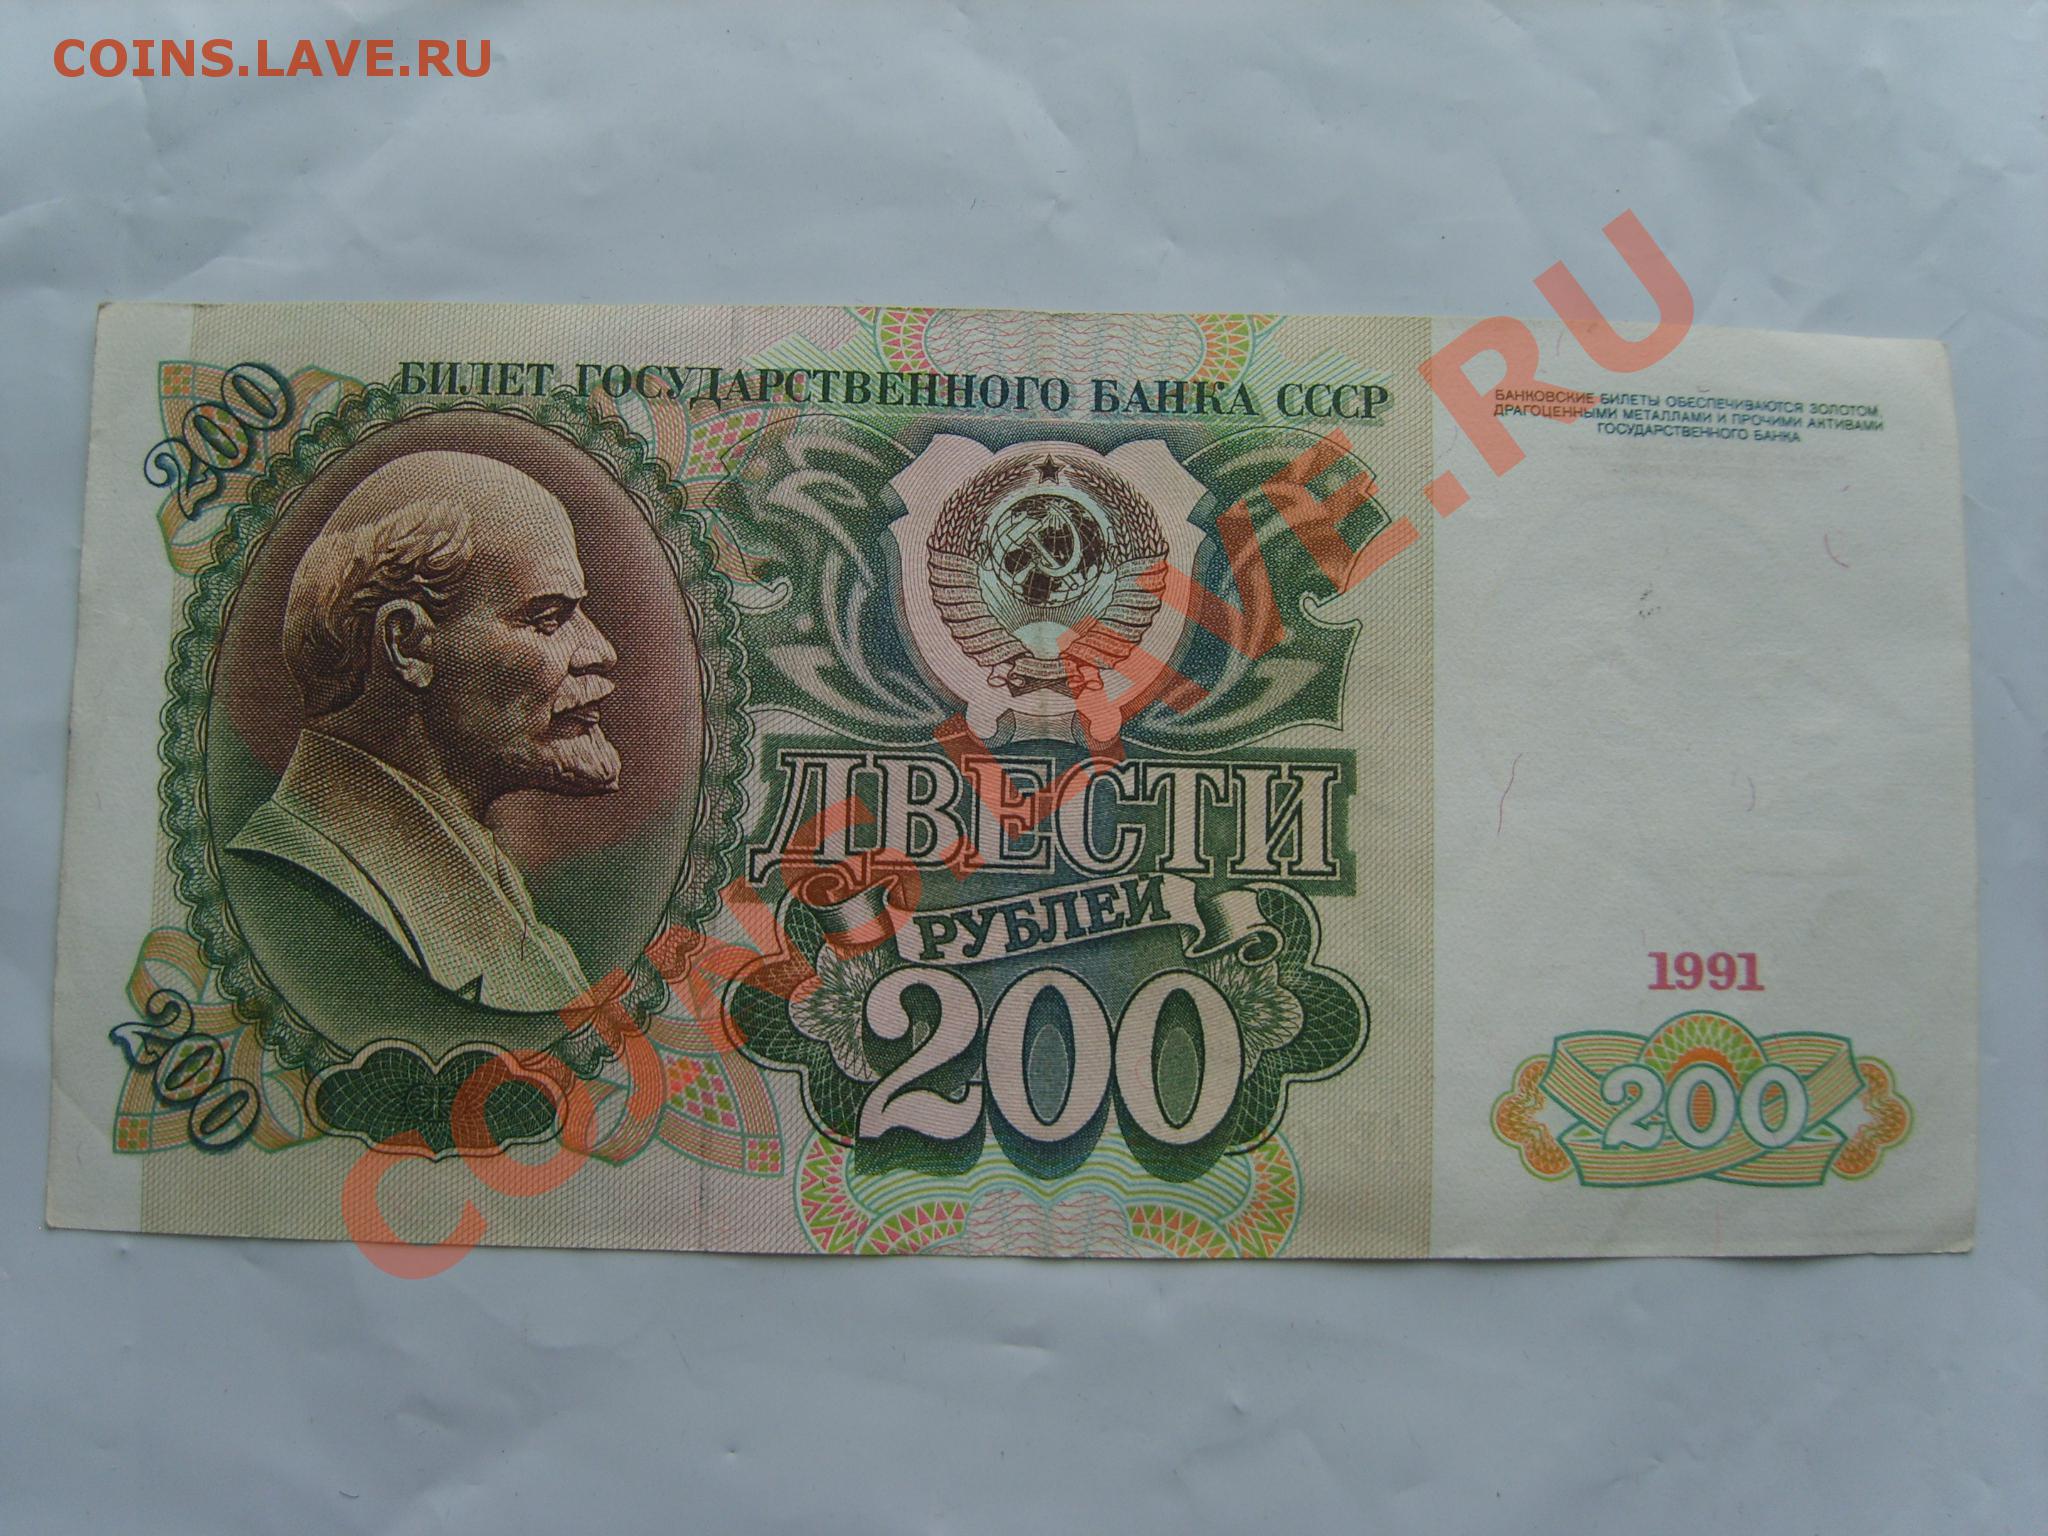 COINS.LAVE.RU
БИЛЕТ ГОСУДАРСТВЕННОГО БАНКА СССР
БАНКОВСКИЕ БИЛЕТЫ ОБЕСПЕЧИВАЮТСЯ ЗОЛОТОМ,
ДРАГОЦЕННЫМИ МЕТАЛЛАМИ И ПРОЧИМИ АКТИВАМИ
ГОСУДАРСТВЕННОГО БАНКА
200
ДВЕСТИ
РУБЛЕЙ
200
1991
200
200
COINS.LAVE.RU